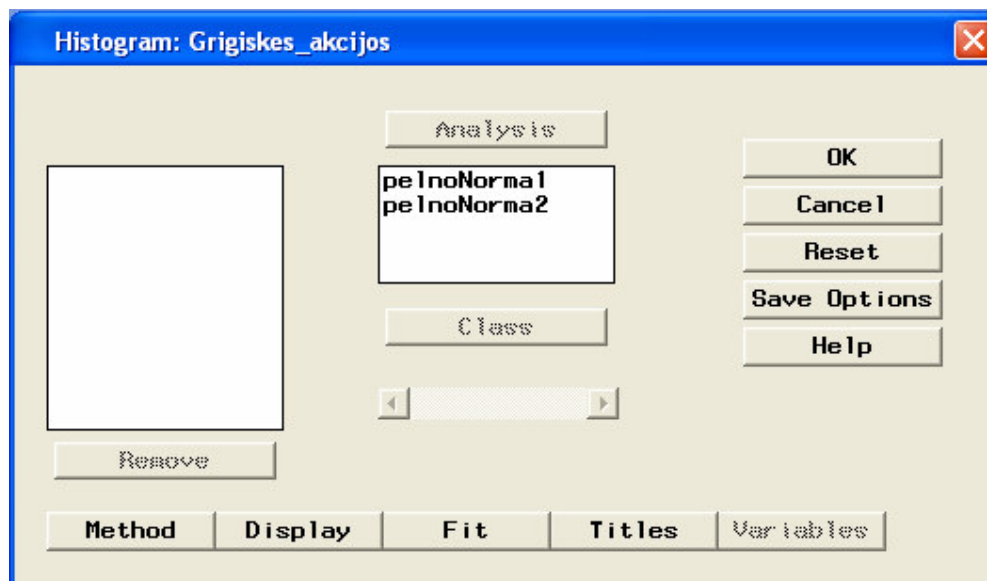 Histogram: Grigiskes_akcijos
Analysis
pelnoNorma1
pelnoNorma2
Class
Remove
OK
Cancel
Reset
Save Options
Help
Method
Display
Fit
Titles
Variables